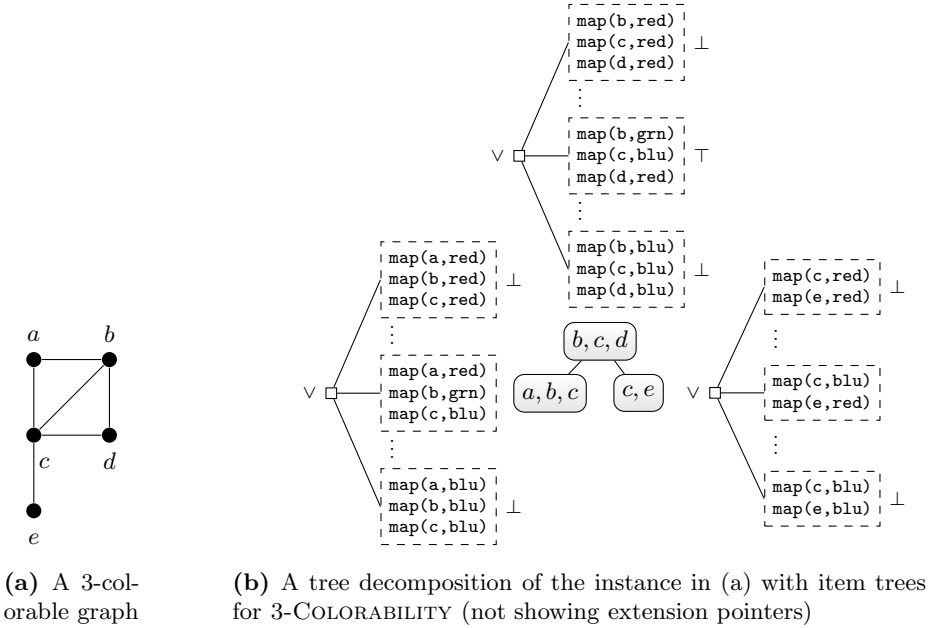 map(b,red)
map(c,red)
map(d,red)
⊥
⋮
∨
map(b,grn)
map(c,blu)
map(d,red)
⊤
⋮
map(b,blu)
map(c,blu)
map(d,blu)
⊥
map(a,red)
map(b,red)
map(c,red)
⊥
⋮
∨
map(a,red)
map(b,grn)
map(c,blu)
⋮
map(a,blu)
map(b,blu)
map(c,blu)
⊥
b, c, d
a, b, c
c, e
map(c,red)
map(e,red)
⊥
⋮
∨
map(c,blu)
map(e,red)
⋮
map(c,blu)
map(e,blu)
⊥
a
b
c
d
e
(a) A 3-col-
orable graph
(b) A tree decomposition of the instance in (a) with item trees
for 3-COLORABILITY (not showing extension pointers)